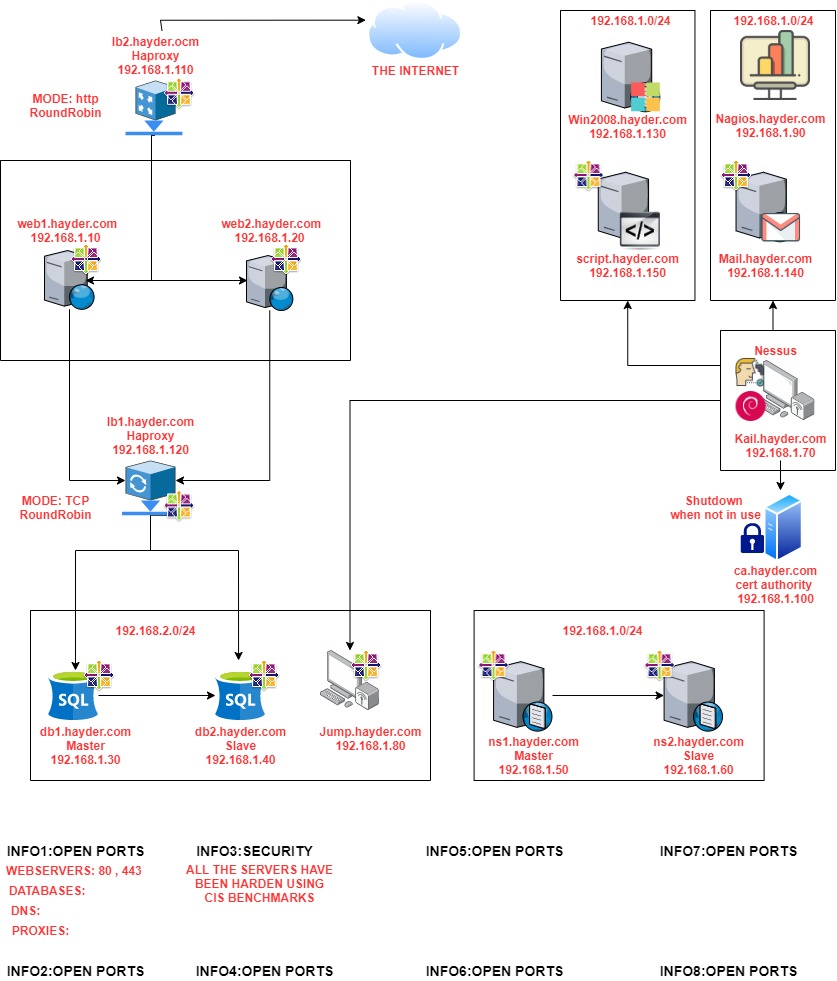 lb2.hayder.ocm
Haproxy
192.168.1.110
THE INTERNET
MODE: http
RoundRobin
192.168.1.0/24
Win2008.hayder.com
192.168.1.130
script.hayder.com
192.168.1.150
192.168.1.0/24
Nagios.hayder.com
192.168.1.90
Mail.hayder.com
192.168.1.140
web1.hayder.com
192.168.1.10
web2.hayder.com
192.168.1.20
</>
Nessus
Kail.hayder.com
192.168.1.70
lb1.hayder.com
Haproxy
192.168.1.120
MODE: TCP
RoundRobin
Shutdown
when not in use
ca.hayder.com
cert authority
192.168.1.100
192.168.2.0/24
SQL
db1.hayder.com
Master
192.168.1.30
SQL
db2.hayder.com
Slave
192.168.1.40
Jump.hayder.com
192.168.1.80
192.168.1.0/24
ns1.hayder.com
Master
192.168.1.50
ns2.hayder.com
Slave
192.168.1.60
INFO1:OPEN PORTS
WEBSERVERS: 80 , 443
DATABASES:
DNS:
PROXIES:
INFO3:SECURITY
ALL THE SERVERS HAVE
BEEN HARDEN USING
CIS BENCHMARKS
INFO5:OPEN PORTS
INFO7:OPEN PORTS
INFO2:OPEN PORTS
INFO4:OPEN PORTS
INFO6:OPEN PORTS
INFO8:OPEN PORTS